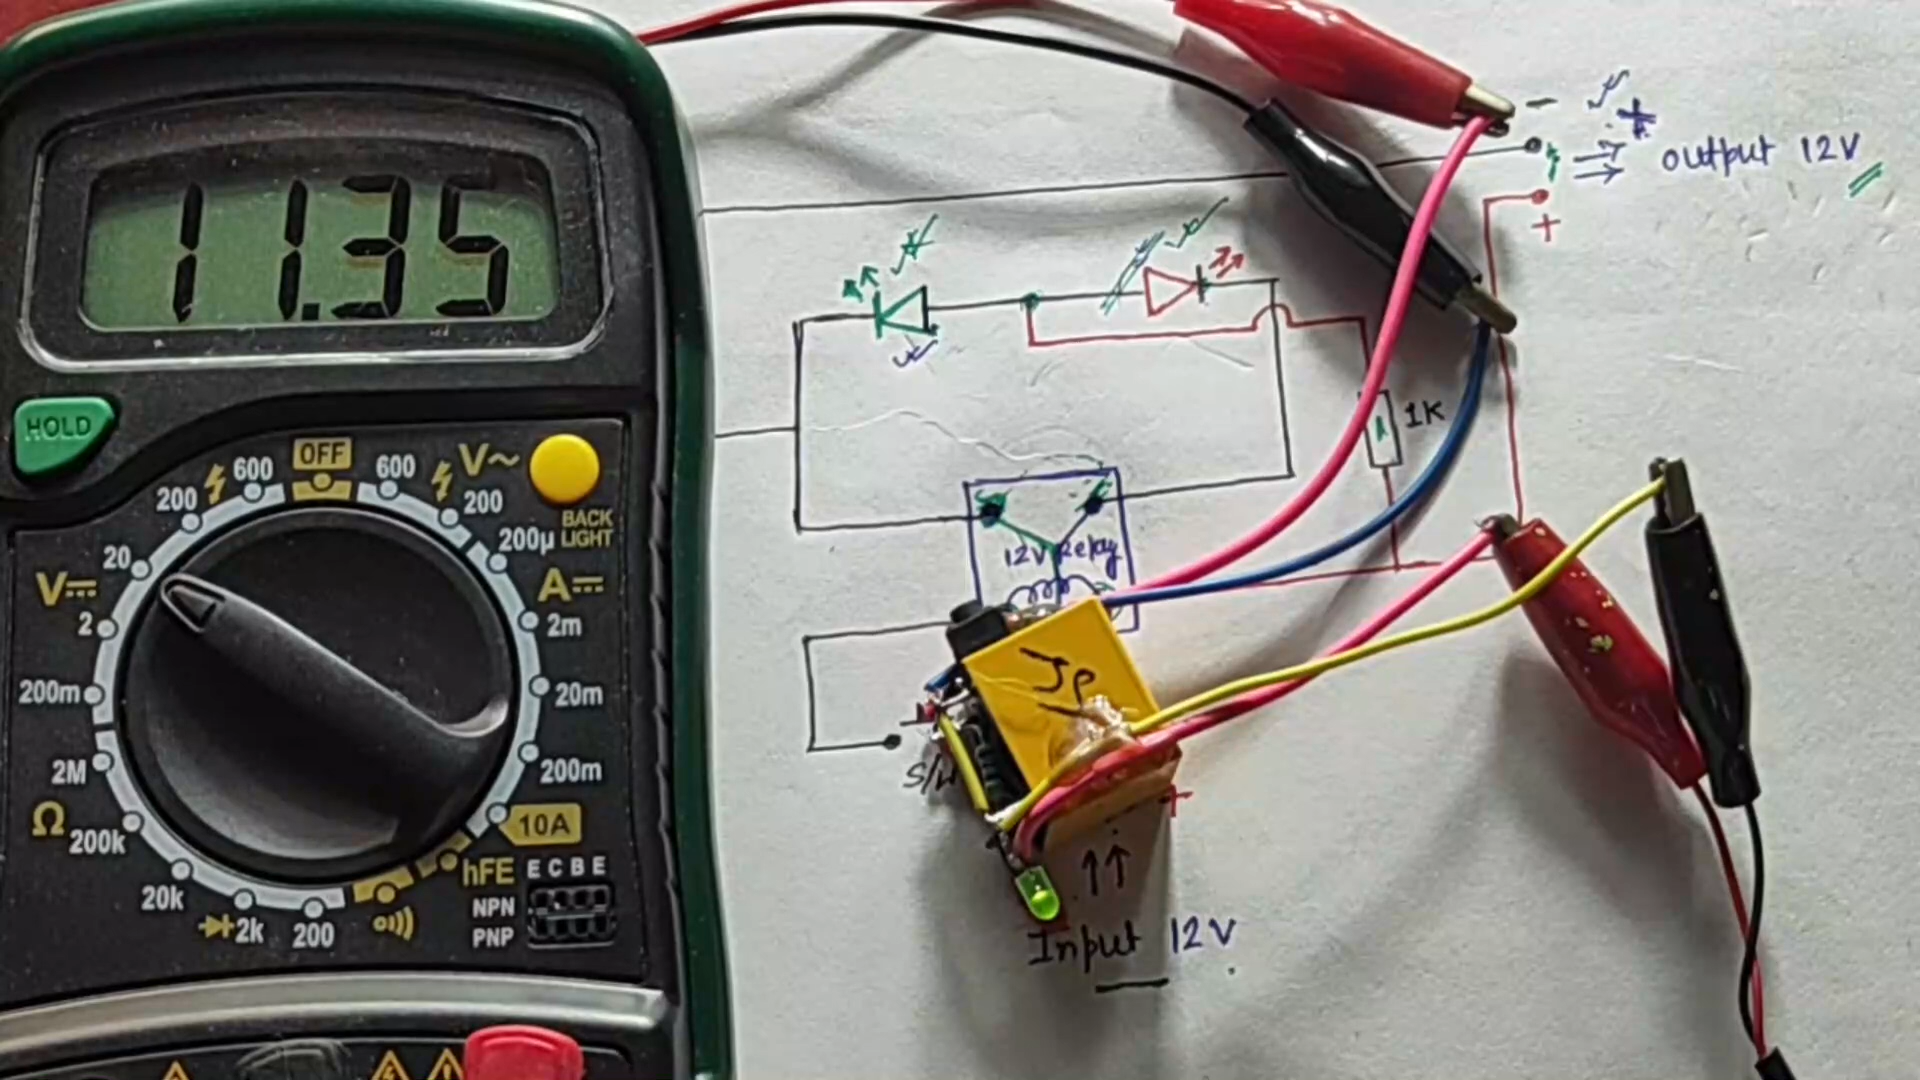 11.35
HOLD
OFF
600
600
V~
200
200
BACK
LIGHT
200µ
20
V⎓
A⎓
2
2m
200m
20m
2M
200m
Ω
200k
10A
hFE
E C B E
20k
2k
200
NPN
PNP
-
+
output 12V
+
1K
12V Relay
S/W
JP
+
Input 12V